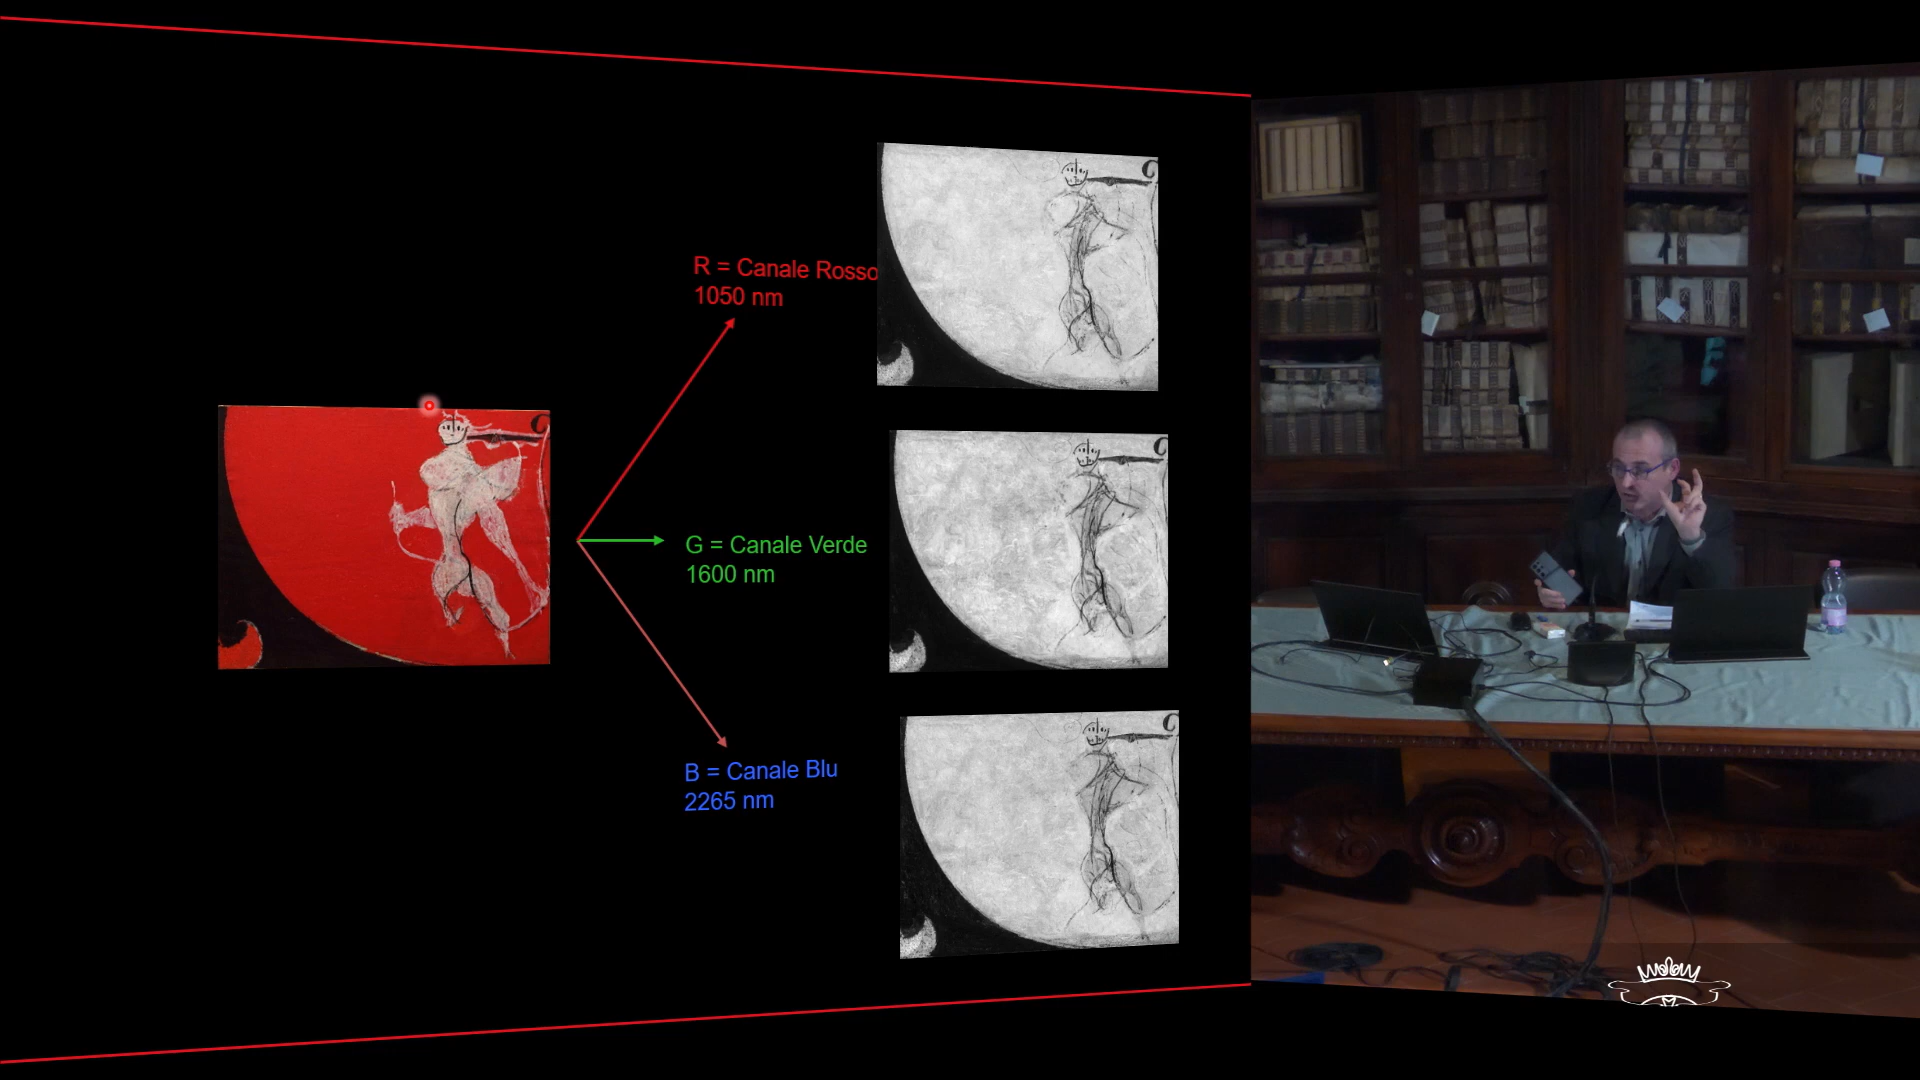 R = Canale Rosso
1050 nm
G = Canale Verde
1600 nm
B = Canale Blu
2265 nm